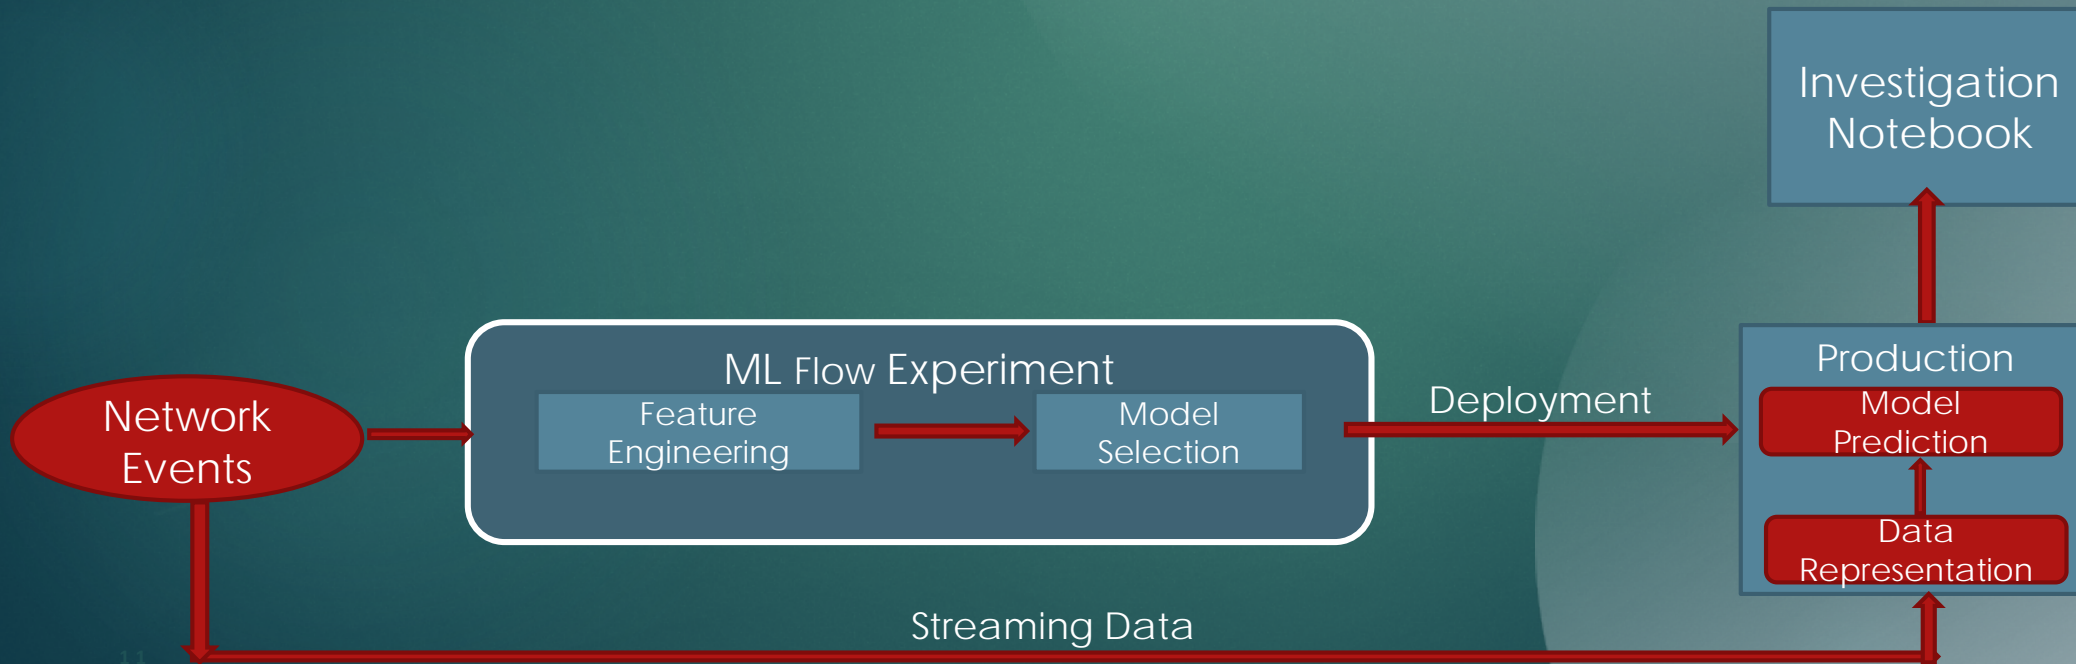 Investigation
Notebook
ML Flow Experiment
Feature
Engineering
Model
Selection
Network
Events
Deployment
Production
Model
Prediction
Data
Representation
Streaming Data
11